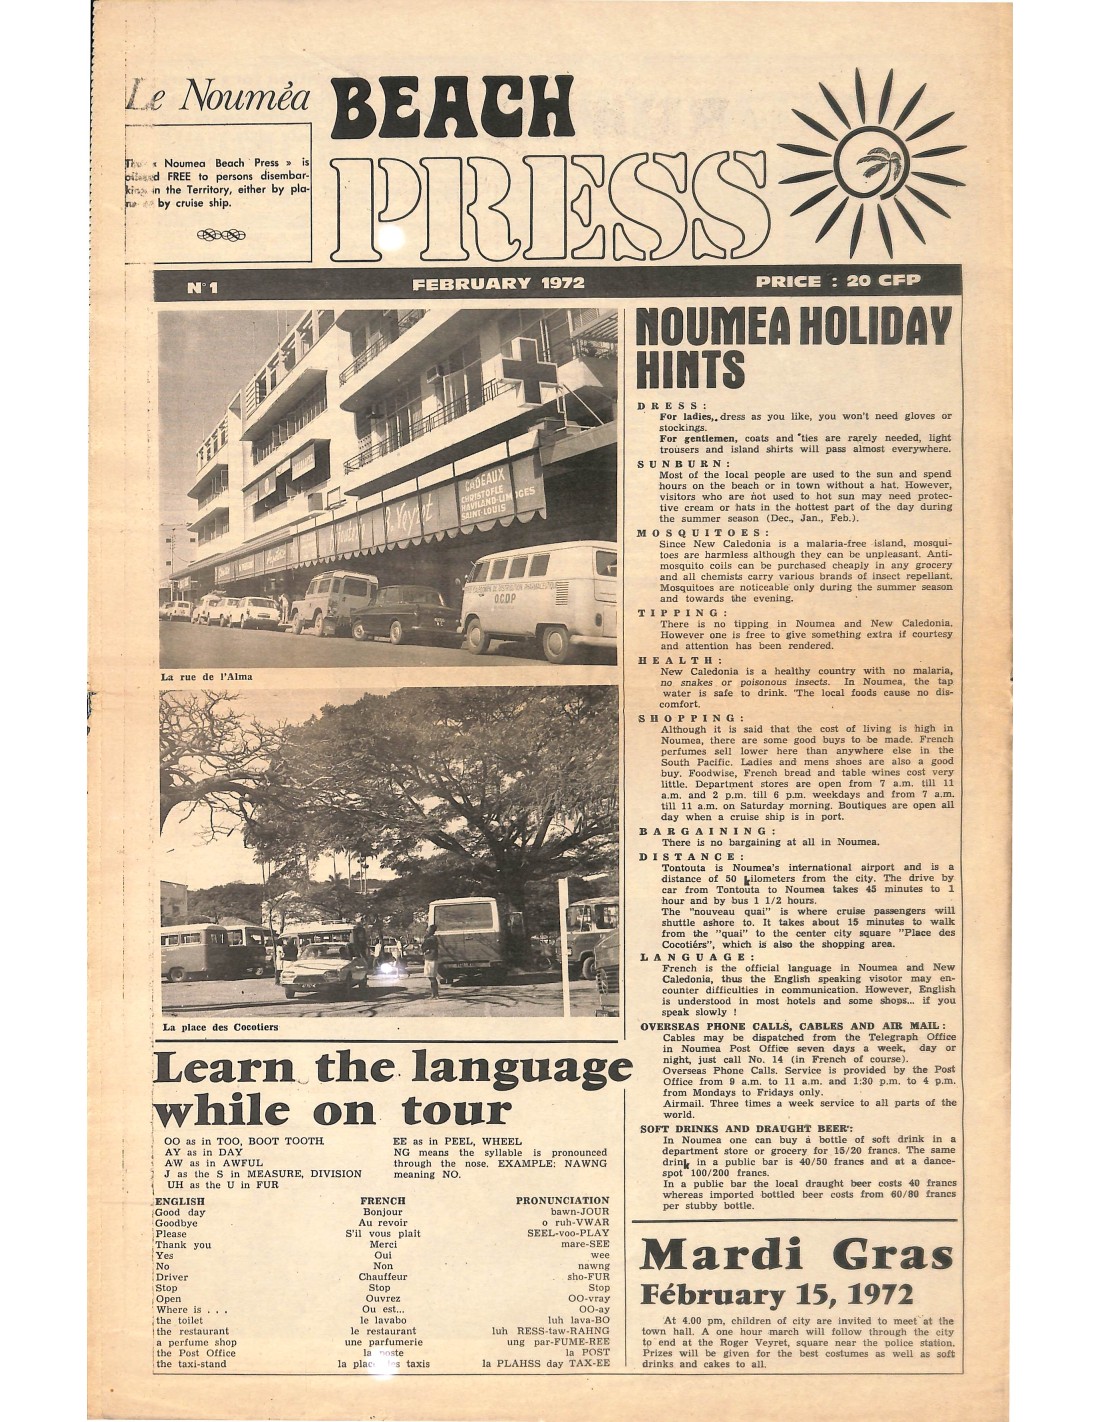 Le Nouméa
BEACH
PRESS
« Noumea Beach Press » is
FREE to persons disembar-
in the Territory, either by pla-
by cruise ship.
N°1 FEBRUARY 1972 PRICE : 20 CFP
CADEAUX
CHRISTOFLE
HAVILAND-LIMOGES
SAINT-LOUIS
R. Veyret
O.C.D.P
La rue de l'Alma
La place des Cocotiers
Learn the language
while on tour
OO as in TOO, BOOT TOOTH
AY as in DAY
AW as in AWFUL
J as the S in MEASURE, DIVISION
UH as the U in FUR
EE as in PEEL, WHEEL
NG means the syllable is pronounced
through the nose. EXAMPLE: NAWNG
meaning NO.
ENGLISH FRENCH PRONUNCIATION
Good day Bonjour bawn-JOUR
Goodbye Au revoir o ruh-VWAR
Please S'il vous plait SEEL-voo-PLAY
Thank you Merci mare-SEE
Yes Oui wee
No Non nawng
Driver Chauffeur sho-FUR
Stop Stop Stop
Open Ouvrez OO-vray
Where is . . . Ou est... OO-ay
the toilet le lavabo luh lava-BO
the restaurant le restaurant luh RESS-taw-RAHNG
a perfume shop une parfumerie ung par-FUME-REE
the Post Office la poste la POST
the taxi-stand la place des taxis la PLAHSS day TAX-EE
NOUMEA HOLIDAY
HINTS
DRESS :
For ladies, dress as you like, you won't need gloves or
stockings.
For gentlemen, coats and ties are rarely needed, light
trousers and island shirts will pass almost everywhere.
SUNBURN :
Most of the local people are used to the sun and spend
hours on the beach or in town without a hat. However,
visitors who are not used to hot sun may need protec-
tive cream or hats in the hottest part of the day during
the summer season (Dec., Jan., Feb.).
MOSQUITOES :
Since New Caledonia is a malaria-free island, mosqui-
toes are harmless although they can be unpleasant. Anti-
mosquito coils can be purchased cheaply in any grocery
and all chemists carry various brands of insect repellant.
Mosquitoes are noticeable only during the summer season
and towards the evening.
TIPPING :
There is no tipping in Noumea and New Caledonia.
However one is free to give something extra if courtesy
and attention has been rendered.
HEALTH :
New Caledonia is a healthy country with no malaria,
no snakes or poisonous insects. In Noumea, the tap
water is safe to drink. The local foods cause no dis-
comfort.
SHOPPING :
Although it is said that the cost of living is high in
Noumea, there are some good buys to be made. French
perfumes sell lower here than anywhere else in the
South Pacific. Ladies and mens shoes are also a good
buy. Foodwise, French bread and table wines cost very
little. Department stores are open from 7 a.m. till 11
a.m. and 2 p.m. till 6 p.m. weekdays and from 7 a.m.
till 11 a.m. on Saturday morning. Boutiques are open all
day when a cruise ship is in port.
BARGAINING :
There is no bargaining at all in Noumea.
DISTANCE :
Tontouta is Noumea's international airport and is a
distance of 50 kilometers from the city. The drive by
car from Tontouta to Noumea takes 45 minutes to 1
hour and by bus 1 1/2 hours.
The "nouveau quai" is where cruise passengers will
shuttle ashore to. It takes about 15 minutes to walk
from the "quai" to the center city square "Place des
Cocotiérs", which is also the shopping area.
LANGUAGE :
French is the official language in Noumea and New
Caledonia, thus the English speaking visotor may en-
counter difficulties in communication. However, English
is understood in most hotels and some shops... if you
speak slowly !
OVERSEAS PHONE CALLS, CABLES AND AIR MAIL :
Cables may be dispatched from the Telegraph Office
in Noumea Post Office seven days a week, day or
night, just call No. 14 (in French of course).
Overseas Phone Calls. Service is provided by the Post
Office from 9 a.m. to 11 a.m. and 1:30 p.m. to 4 p.m.
from Mondays to Fridays only.
Airmail. Three times a week service to all parts of the
world.
SOFT DRINKS AND DRAUGHT BEER :
In Noumea one can buy a bottle of soft drink in a
department store or grocery for 15/20 francs. The same
drink in a public bar is 40/50 francs and at a dance-
spot 100/200 francs.
In a public bar the local draught beer costs 40 francs
whereas imported bottled beer costs from 60/80 francs
per stubby bottle.
Mardi Gras
Fébruary 15, 1972
At 4.00 pm, children of city are invited to meet at the
town hall. A one hour march will follow through the city
to end at the Roger Veyret, square near the police station.
Prizes will be given for the best costumes as well as soft
drinks and cakes to all.